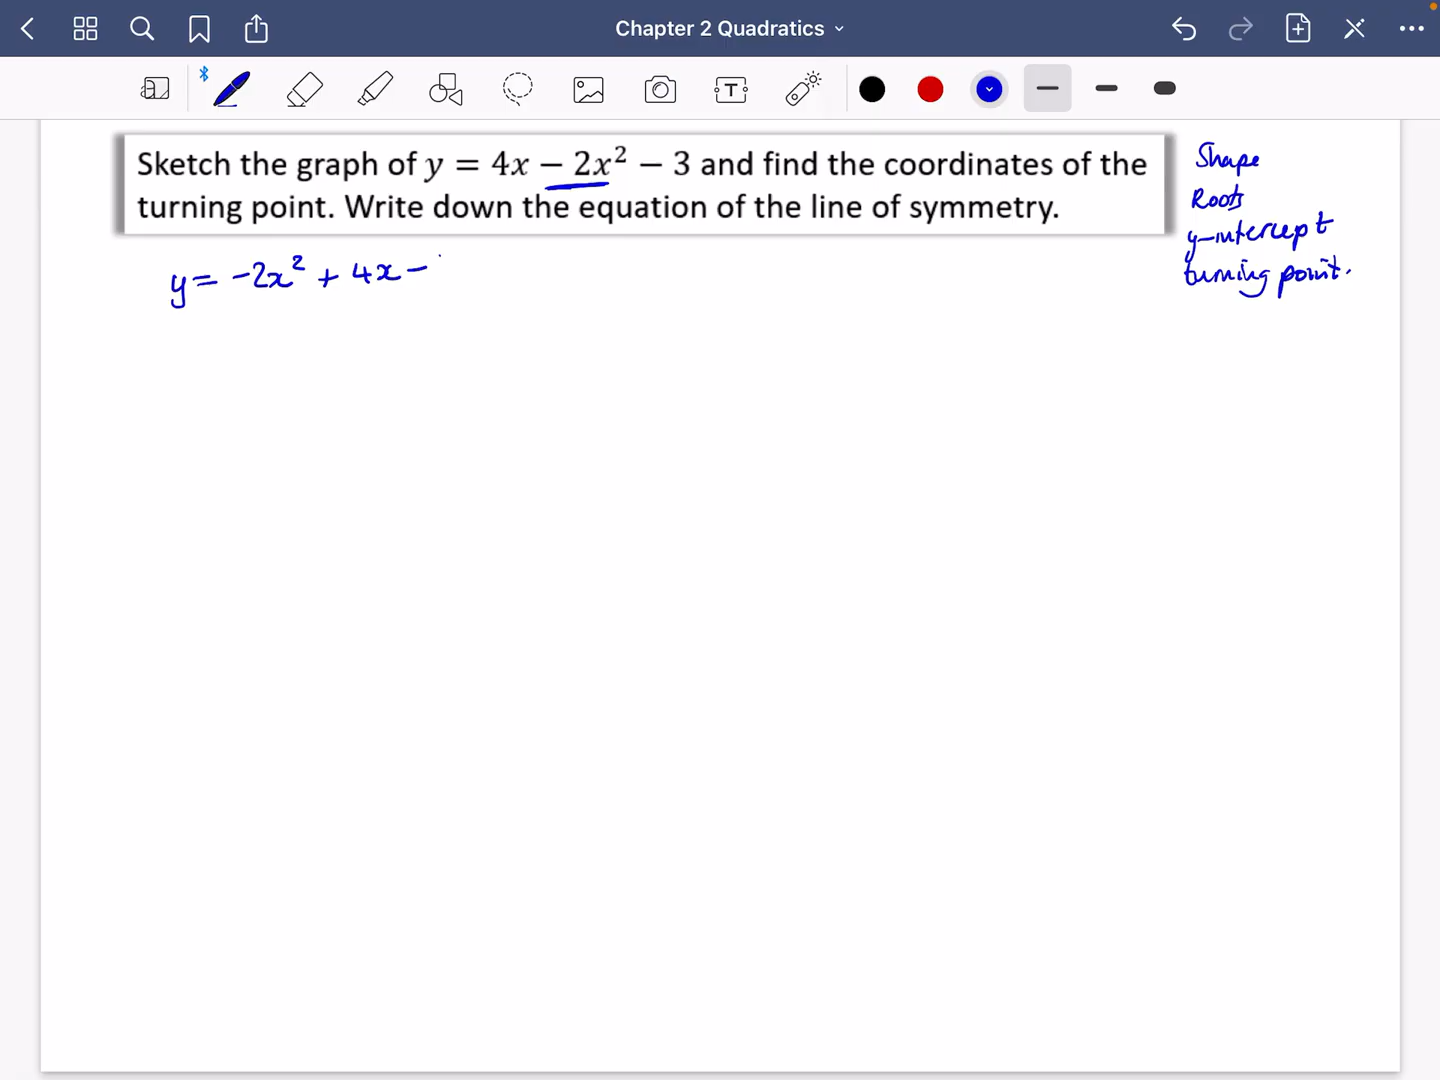 Chapter 2 Quadratics
Sketch the graph of y = 4x − 2x² − 3 and find the coordinates of the
turning point. Write down the equation of the line of symmetry.
Shape
Roots
y-intercept
turning point.
y = -2x² + 4x -